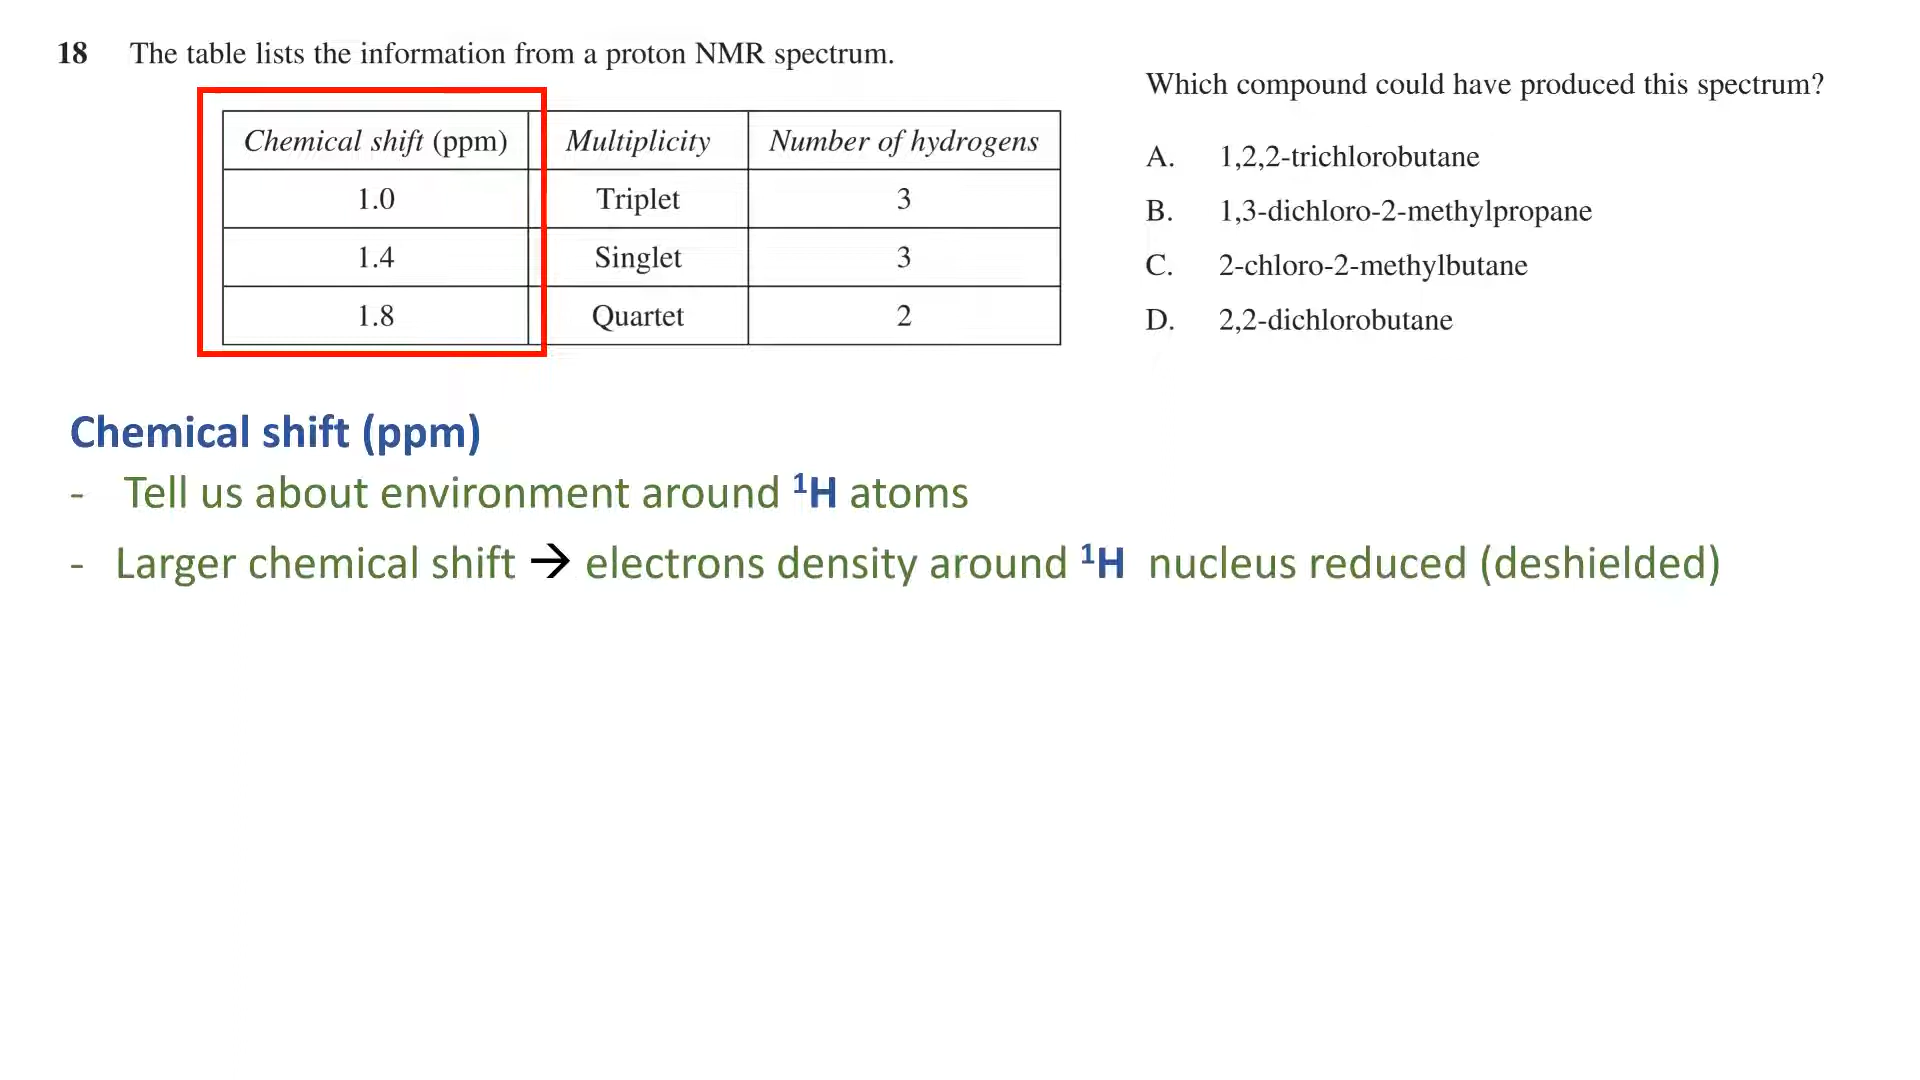 18 The table lists the information from a proton NMR spectrum.
Chemical shift (ppm) Multiplicity Number of hydrogens
1.0 Triplet 3
1.4 Singlet 3
1.8 Quartet 2
Which compound could have produced this spectrum?
A. 1,2,2-trichlorobutane
B. 1,3-dichloro-2-methylpropane
C. 2-chloro-2-methylbutane
D. 2,2-dichlorobutane
Chemical shift (ppm)
- Tell us about environment around ¹H atoms
- Larger chemical shift → electrons density around ¹H nucleus reduced (deshielded)